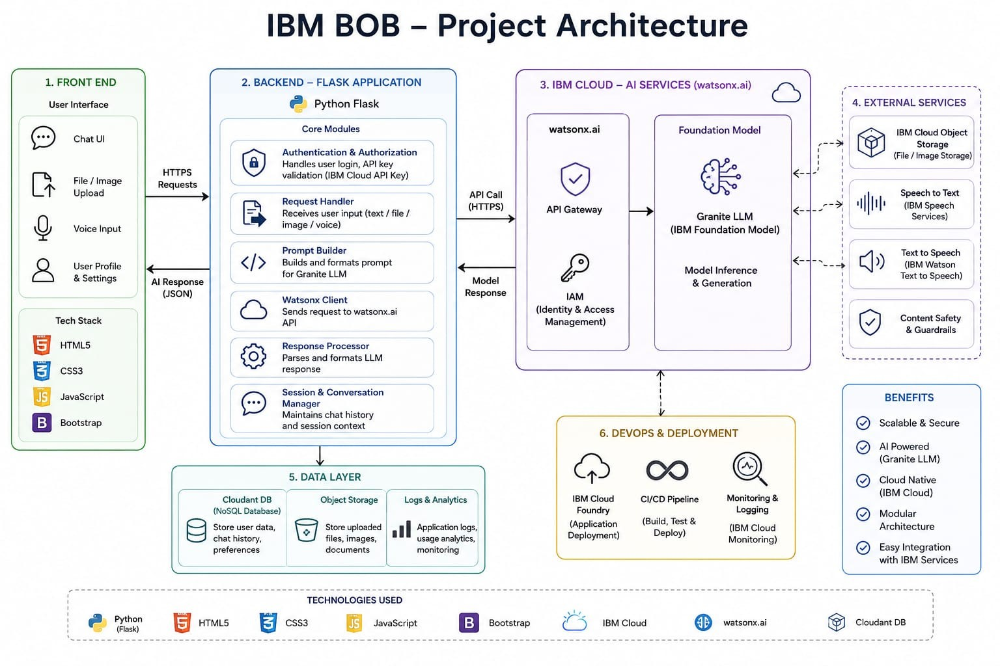 IBM BOB – Project Architecture
1. FRONT END
User Interface
Chat UI
File / Image
Upload
Voice Input
User Profile
& Settings
Tech Stack
HTML5
CSS3
JavaScript
Bootstrap
HTTPS
Requests
AI Response
(JSON)
2. BACKEND – FLASK APPLICATION
Python Flask
Core Modules
Authentication & Authorization
Handles user login, API key
validation (IBM Cloud API Key)
Request Handler
Receives user input (text / file /
image / voice)
Prompt Builder
Builds and formats prompt
for Granite LLM
Watsonx Client
Sends request to watsonx.ai
API
Response Processor
Parses and formats LLM
response
Session & Conversation
Manager
Maintains chat history
and session context
API Call
(HTTPS)
Model
Response
3. IBM CLOUD – AI SERVICES (watsonx.ai)
watsonx.ai
API Gateway
IAM
(Identity & Access
Management)
Foundation Model
Granite LLM
(IBM Foundation Model)
Model Inference
& Generation
4. EXTERNAL SERVICES
IBM Cloud Object
Storage
(File / Image Storage)
Speech to Text
(IBM Speech
Services)
Text to Speech
(IBM Watson
Text to Speech)
Content Safety
& Guardrails
5. DATA LAYER
Cloudant DB
(NoSQL Database)
Store user data,
chat history,
preferences
Object Storage
Store uploaded
files, images,
documents
Logs & Analytics
Application logs,
usage analytics,
monitoring
6. DEVOPS & DEPLOYMENT
IBM Cloud
Foundry
(Application
Deployment)
CI/CD Pipeline
(Build, Test &
Deploy)
Monitoring &
Logging
(IBM Cloud
Monitoring)
BENEFITS
Scalable & Secure
AI Powered
(Granite LLM)
Cloud Native
(IBM Cloud)
Modular
Architecture
Easy Integration
with IBM Services
TECHNOLOGIES USED
Python
(Flask)
HTML5
CSS3
JS
JavaScript
B
Bootstrap
IBM Cloud
watsonx.ai
Cloudant DB